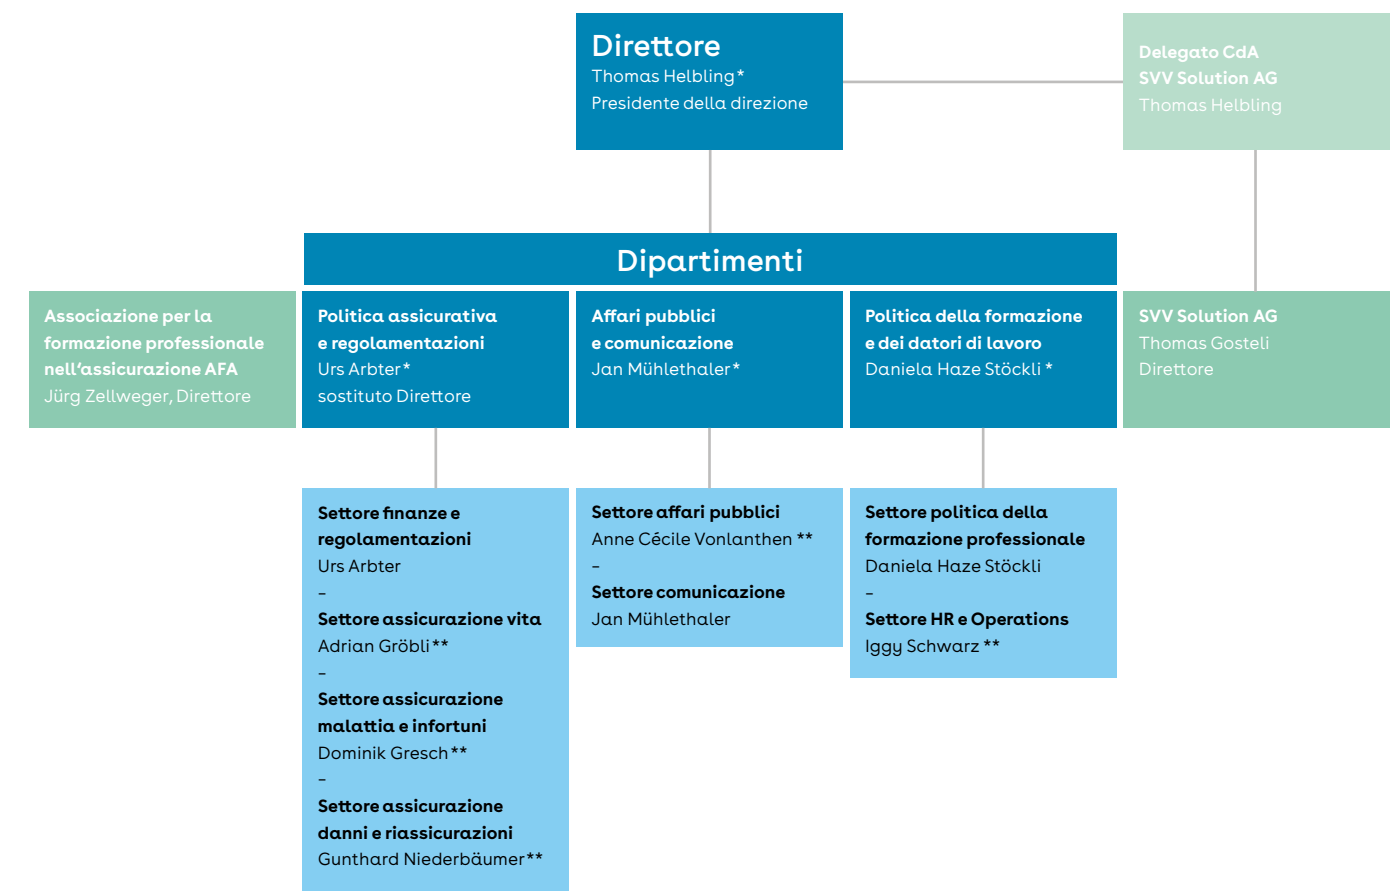 Direttore
Thomas Helbling*
Presidente della direzione
Delegato CdA
SVV Solution AG
Thomas Helbling
Dipartimenti
Associazione per la
formazione professionale
nell'assicurazione AFA
Jürg Zellweger, Direttore
Politica assicurativa
e regolamentazioni
Urs Arbter*
sostituto Direttore
Affari pubblici
e comunicazione
Jan Mühlethaler*
Politica della formazione
e dei datori di lavoro
Daniela Haze Stöckli *
SVV Solution AG
Thomas Gosteli
Direttore
Settore finanze e
regolamentazioni
Urs Arbter
–
Settore assicurazione vita
Adrian Gröbli**
–
Settore assicurazione
malattia e infortuni
Dominik Gresch**
–
Settore assicurazione
danni e riassicurazioni
Gunthard Niederbäumer**
Settore affari pubblici
Anne Cécile Vonlanthen **
–
Settore comunicazione
Jan Mühlethaler
Settore politica della
formazione professionale
Daniela Haze Stöckli
–
Settore HR e Operations
Iggy Schwarz **